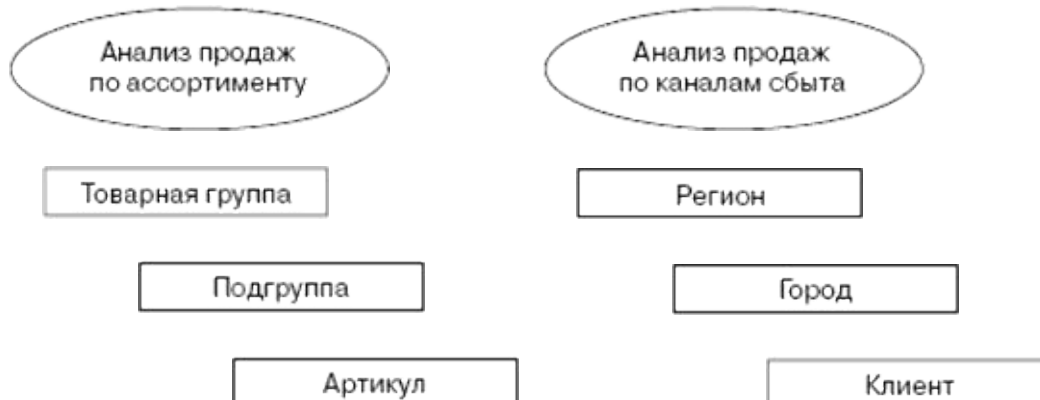 Анализ продаж
по ассортименту
Товарная группа
Подгруппа
Артикул
Анализ продаж
по каналам сбыта
Регион
Город
Клиент